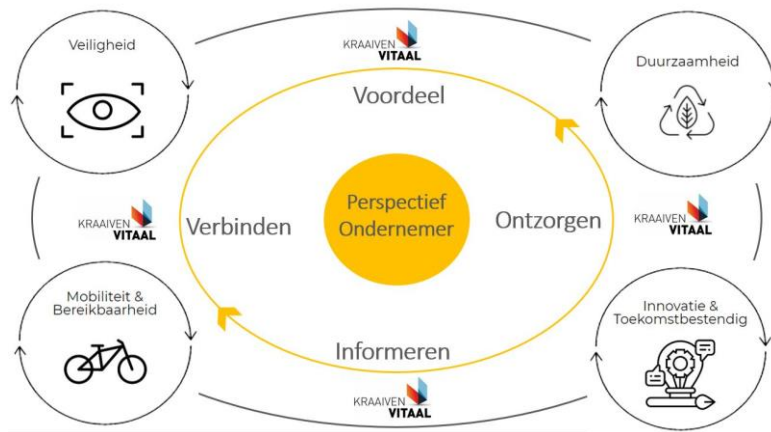 Veiligheid
KRAAIVEN
VITAAL
Duurzaamheid
Voordeel
Perspectief
Ondernemer
Verbinden
Ontzorgen
KRAAIVEN
VITAAL
KRAAIVEN
VITAAL
Mobiliteit &
Bereikbaarheid
Innovatie &
Toekomstbestendig
Informeren
KRAAIVEN
VITAAL